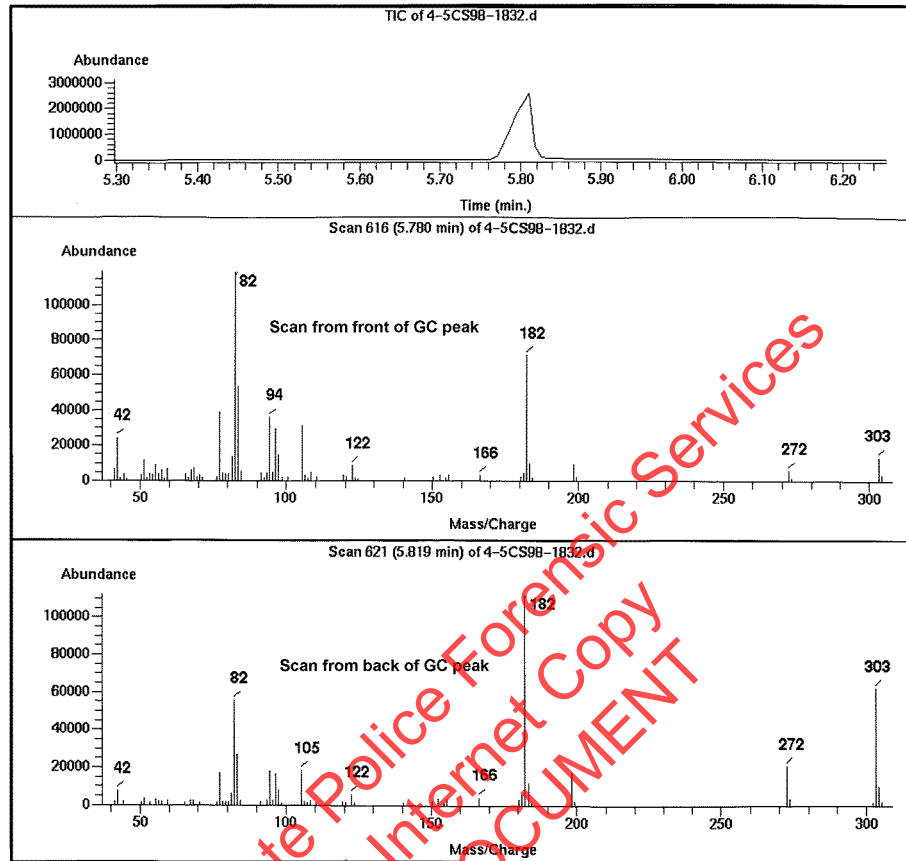 TIC of 4-5CS98-1832.d
Abundance
3000000
2000000
1000000
0
5.30 5.40 5.50 5.60 5.70 5.80 5.90 6.00 6.10 6.20
Time (min.)
Scan 616 (5.780 min) of 4-5CS98-1832.d
Abundance
82
100000
Scan from front of GC peak
182
80000
60000
94
40000
42
122
20000
166
272
303
0
50 100 150 200 250 300
Mass/Charge
Scan 621 (5.819 min) of 4-5CS98-1832.d
Abundance
182
100000
80000
Scan from back of GC peak
82
303
60000
40000
105
272
42
122
20000
166
0
50 100 150 200 250 300
Mass/Charge
te Police Forensic Services
Internet Copy
OCUMENT